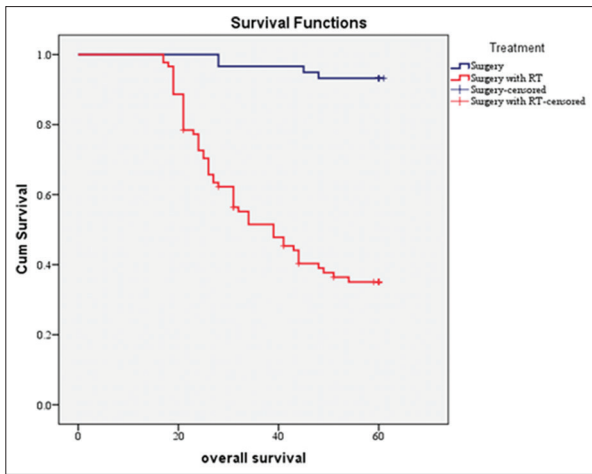 Survival Functions
Treatment
Surgery
Surgery with RT
Surgery-censored
Surgery with RT-censored
Cum Survival
1.0
0.8
0.6
0.4
0.2
0.0
0
20
40
60
overall survival